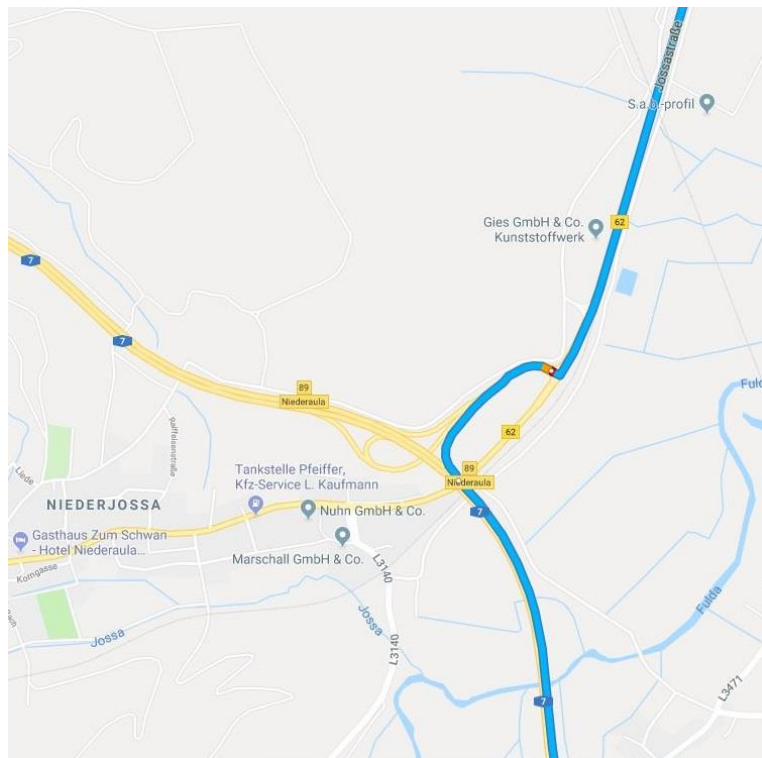 Jossastraße
S.a.b.-profil
62
Gies GmbH & Co.
Kunststoffwerk
7
7
89
Niederaula
Fulda
62
Raiffeisenstraße
Liede
Tankstelle Pfeiffer,
Kfz-Service L. Kaufmann
89
Niederaula
NIEDERJOSSA
Nuhn GmbH & Co.
7
Gasthaus Zum Schwan
- Hotel Niederaula...
Marschall GmbH & Co.
Korngasse
L3140
Fulda
Jossa
Jossa
L3140
L3471
7